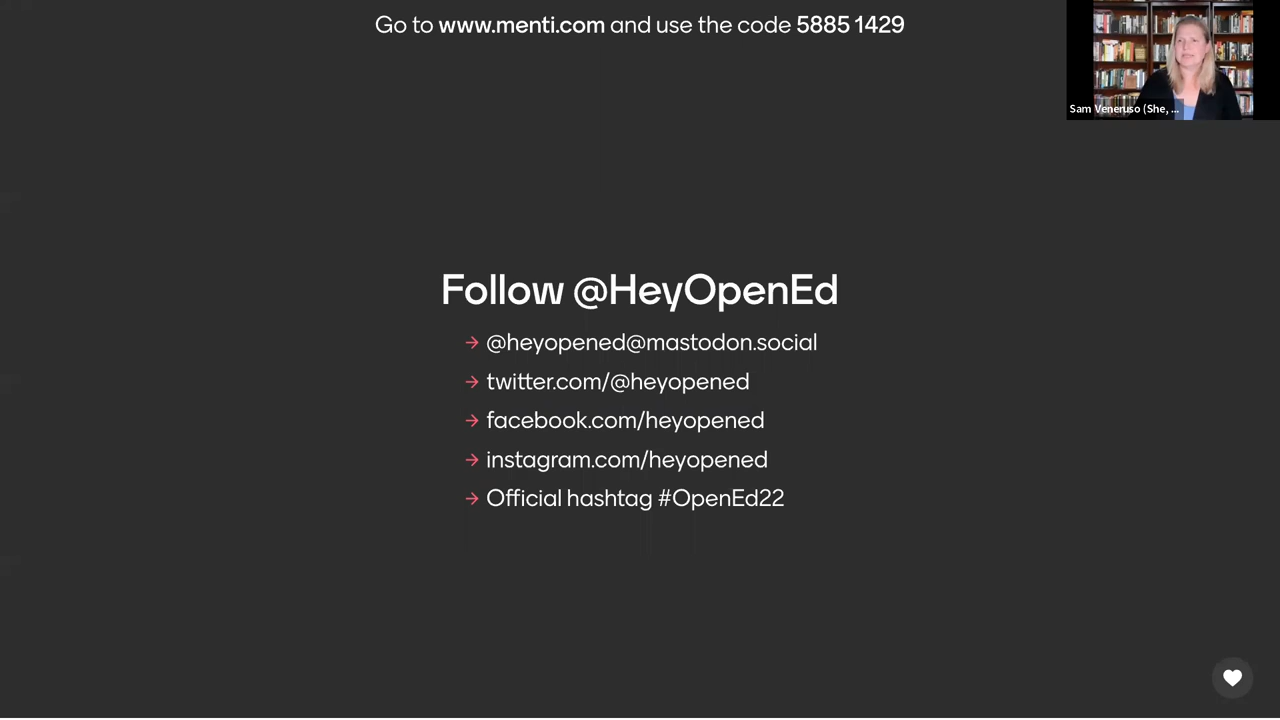 Go to www.menti.com and use the code 5885 1429
Sam Veneruso (She, ...
Follow @HeyOpenEd
→ @heyopened@mastodon.social
→ twitter.com/@heyopened
→ facebook.com/heyopened
→ instagram.com/heyopened
→ Official hashtag #OpenEd22